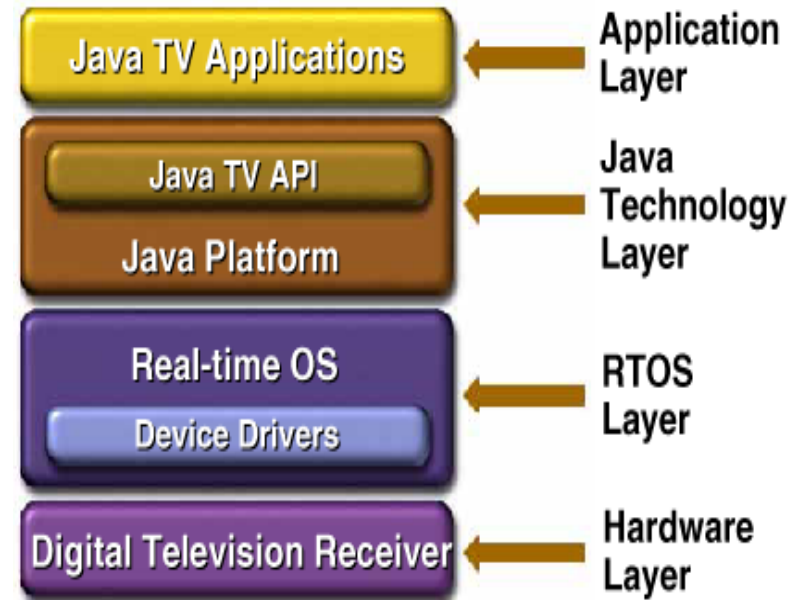 Java TV Applications
Application
Layer
Java TV API
Java Platform
Java
Technology
Layer
Real-time OS
Device Drivers
RTOS
Layer
Digital Television Receiver
Hardware
Layer